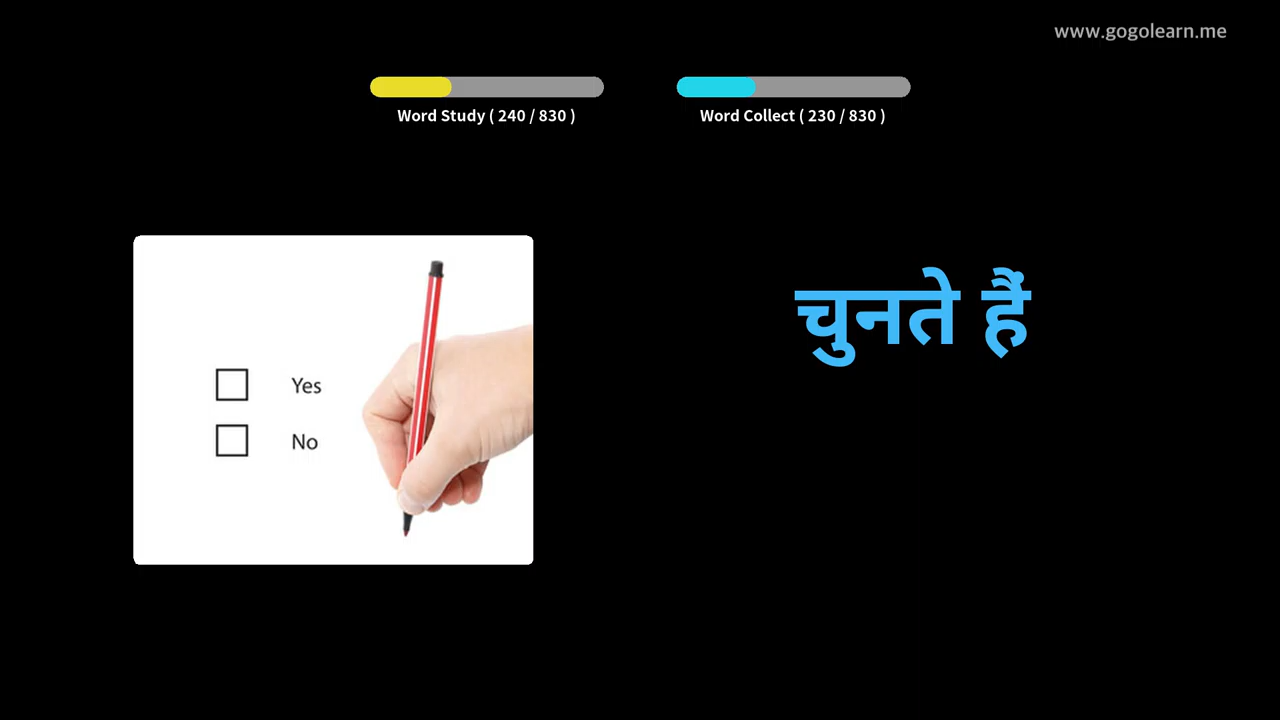 www.gogolearn.me
Word Study ( 240 / 830 )
Word Collect ( 230 / 830 )
चुनते हैं
Yes
No